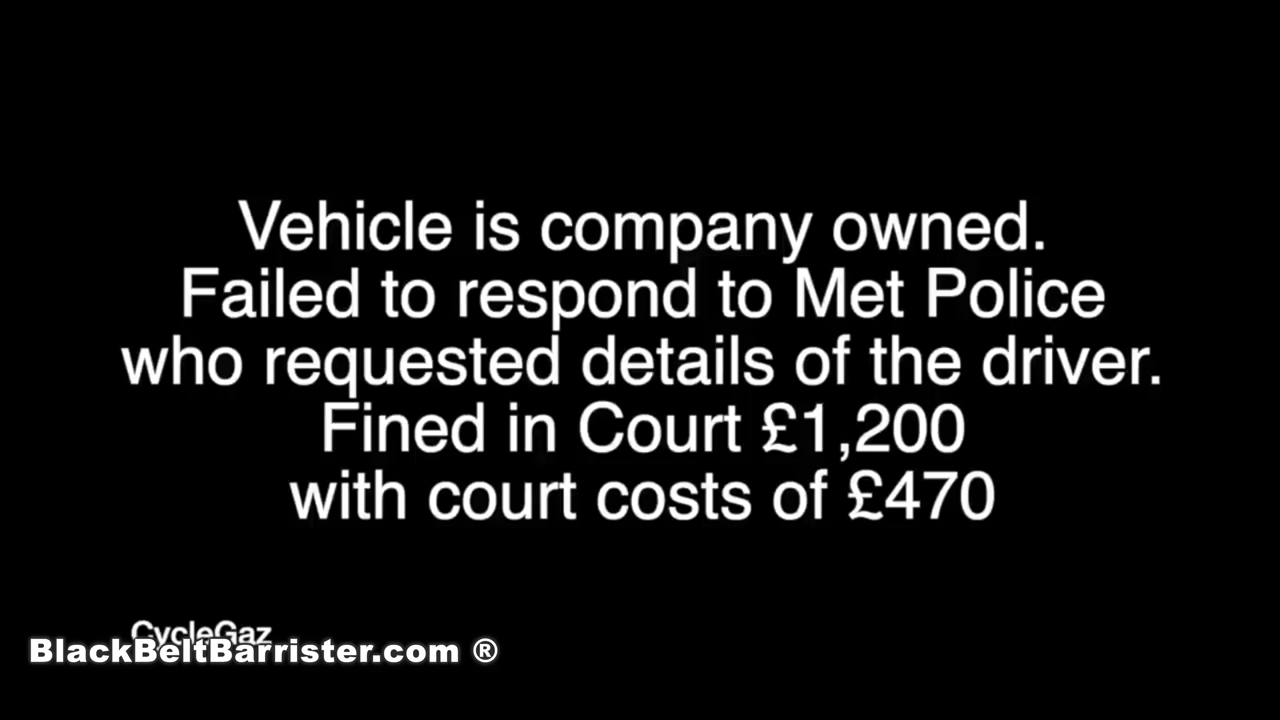 Vehicle is company owned.
Failed to respond to Met Police
who requested details of the driver.
Fined in Court £1,200
with court costs of £470
CycleGaz
BlackBeltBarrister.com ®